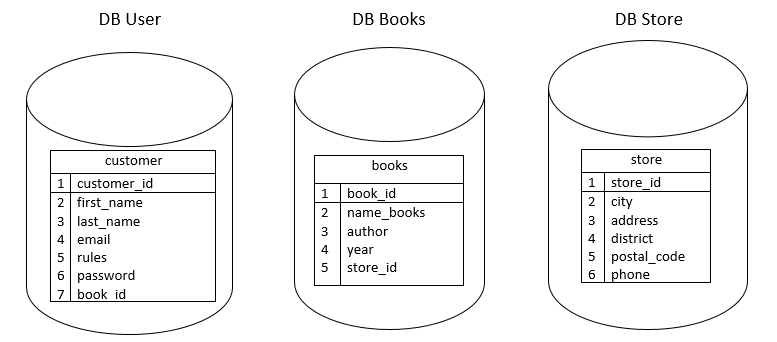 DB User
DB Books
DB Store
customer
1 customer_id
2 first_name
3 last_name
4 email
5 rules
6 password
7 book_id
books
1 book_id
2 name_books
3 author
4 year
5 store_id
store
1 store_id
2 city
3 address
4 district
5 postal_code
6 phone